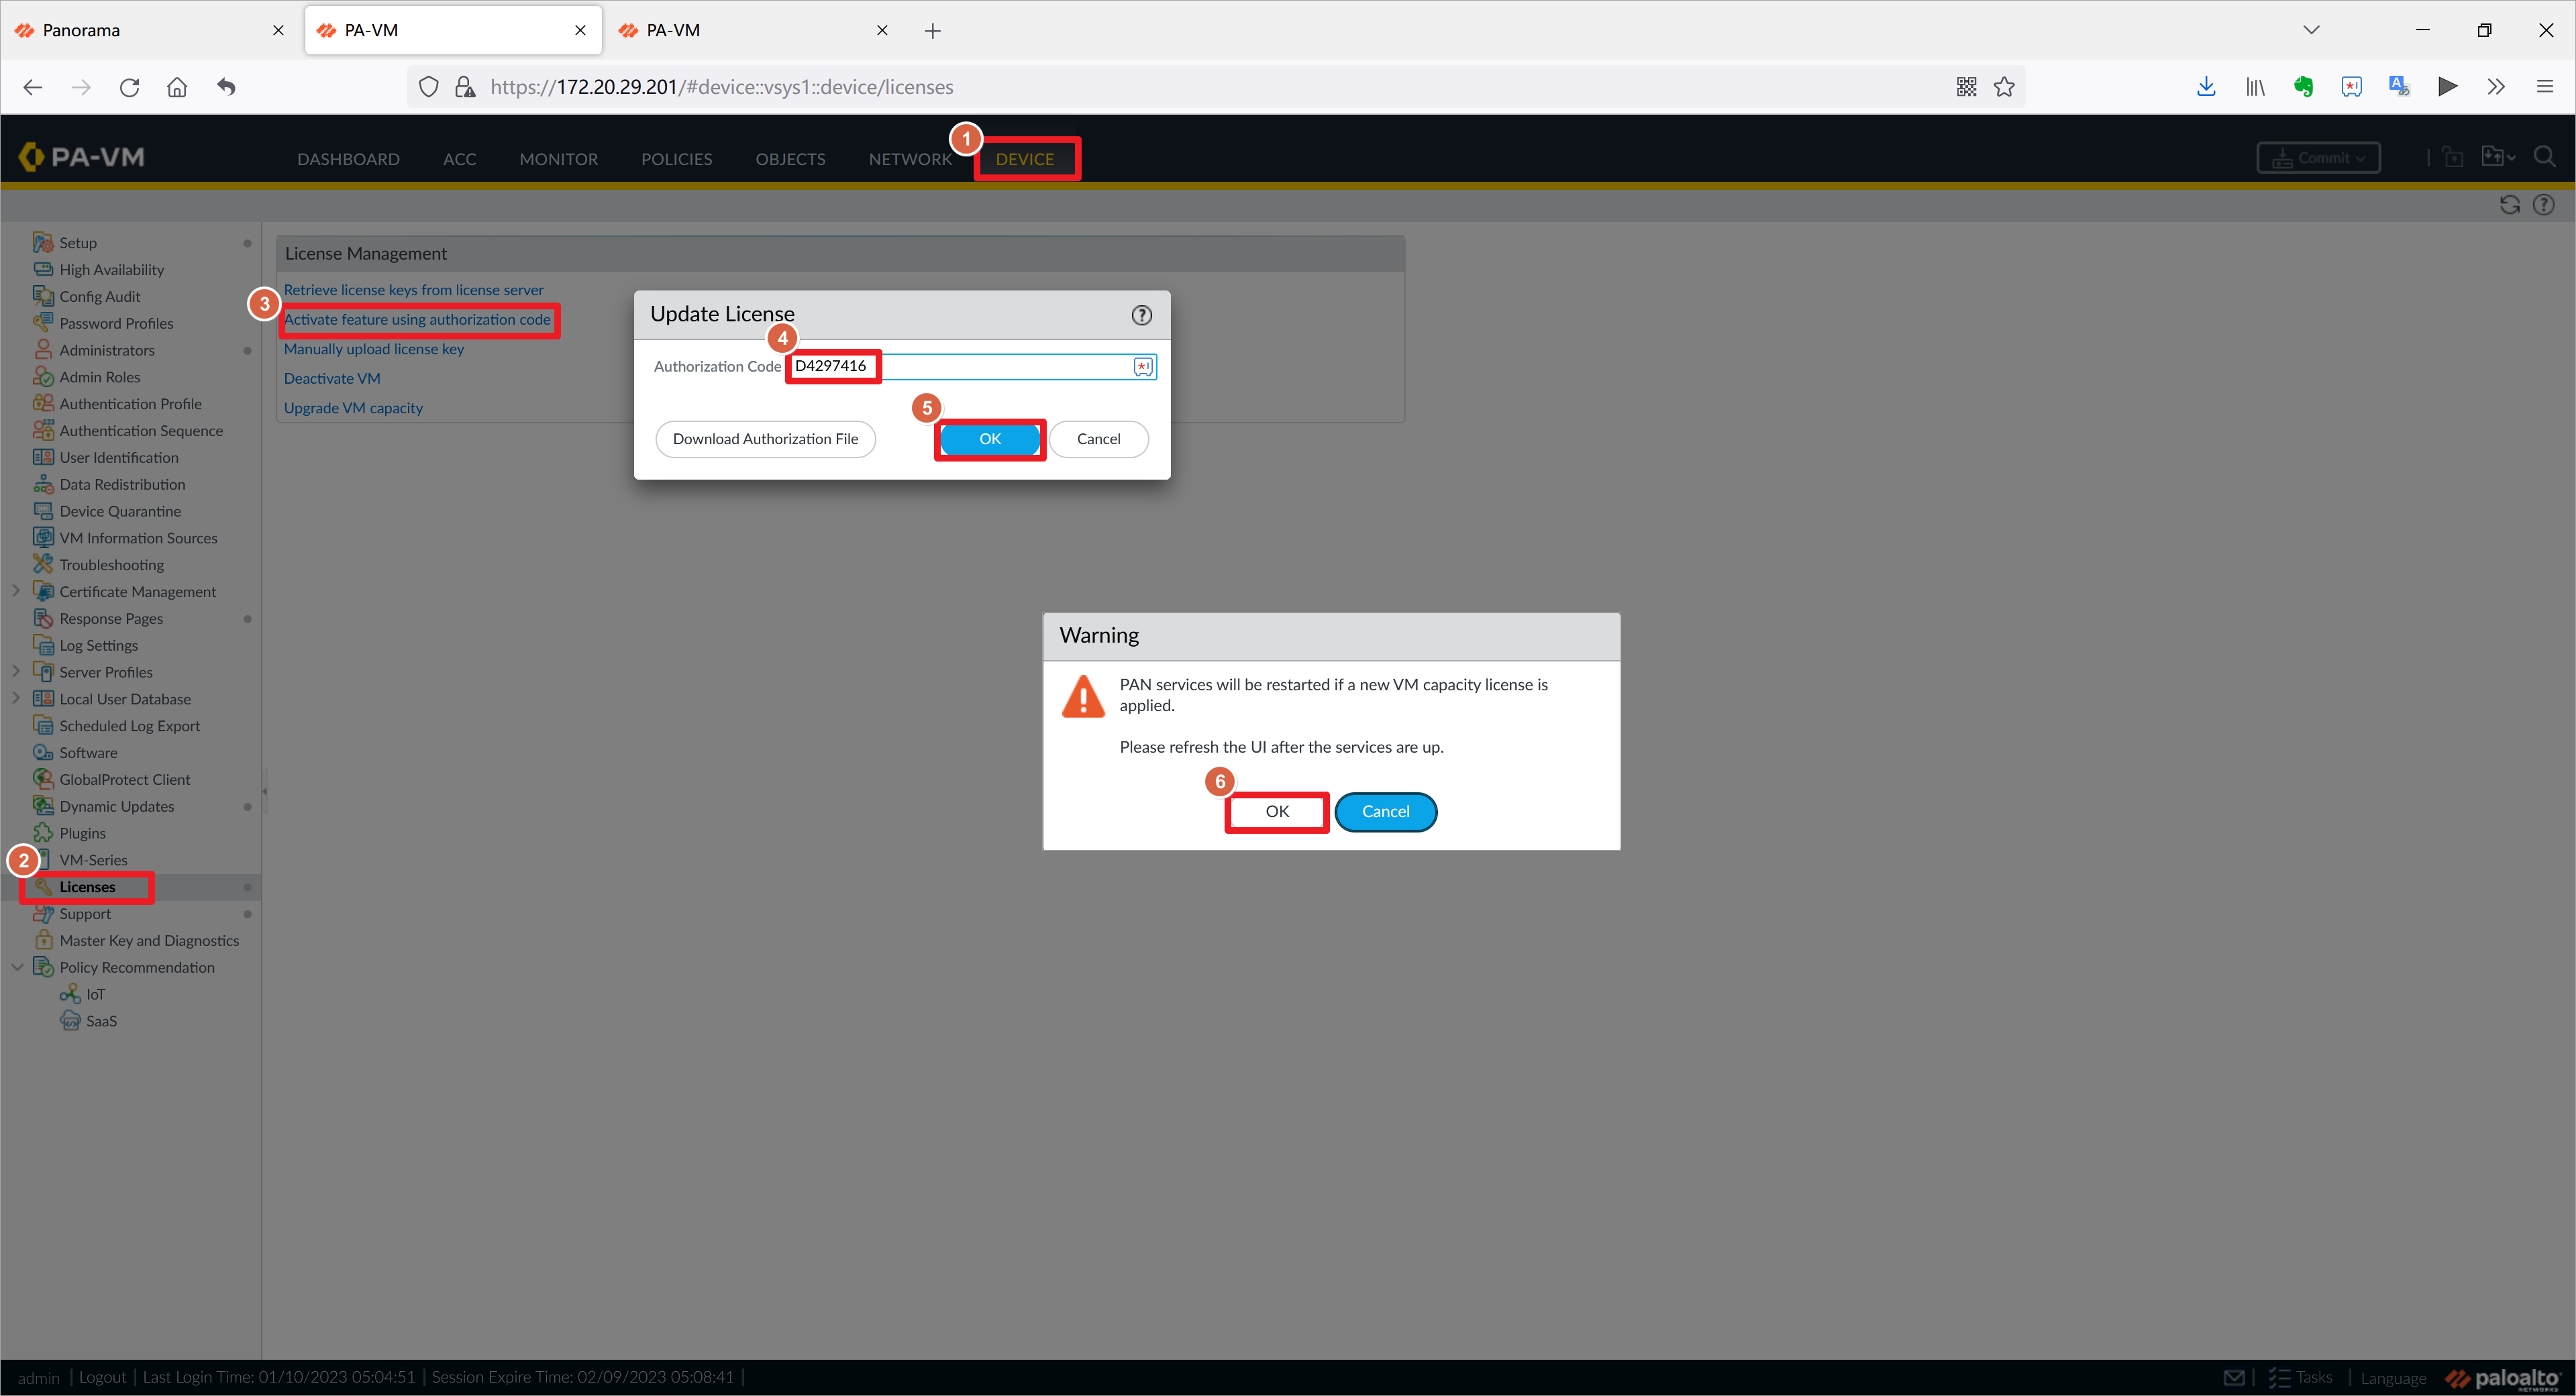 Panorama
PA-VM
PA-VM
https://172.20.29.201/#device::vsys1::device/licenses
PA-VM
DASHBOARD
ACC
MONITOR
POLICIES
OBJECTS
NETWORK
1
DEVICE
Commit
Setup
High Availability
Config Audit
Password Profiles
Administrators
Admin Roles
Authentication Profile
Authentication Sequence
User Identification
Data Redistribution
Device Quarantine
VM Information Sources
Troubleshooting
Certificate Management
Response Pages
Log Settings
Server Profiles
Local User Database
Scheduled Log Export
Software
GlobalProtect Client
Dynamic Updates
Plugins
2
VM-Series
Licenses
Support
Master Key and Diagnostics
Policy Recommendation
IoT
SaaS
License Management
Retrieve license keys from license server
3
Activate feature using authorization code
Manually upload license key
Deactivate VM
Upgrade VM capacity
Update License
4
Authorization Code D4297416
5
Download Authorization File
OK
Cancel
Warning
PAN services will be restarted if a new VM capacity license is
applied.
Please refresh the UI after the services are up.
6
OK
Cancel
admin | Logout | Last Login Time: 01/10/2023 05:04:51 | Session Expire Time: 02/09/2023 05:08:41 |
Tasks | Language
paloalto
NETWORKS